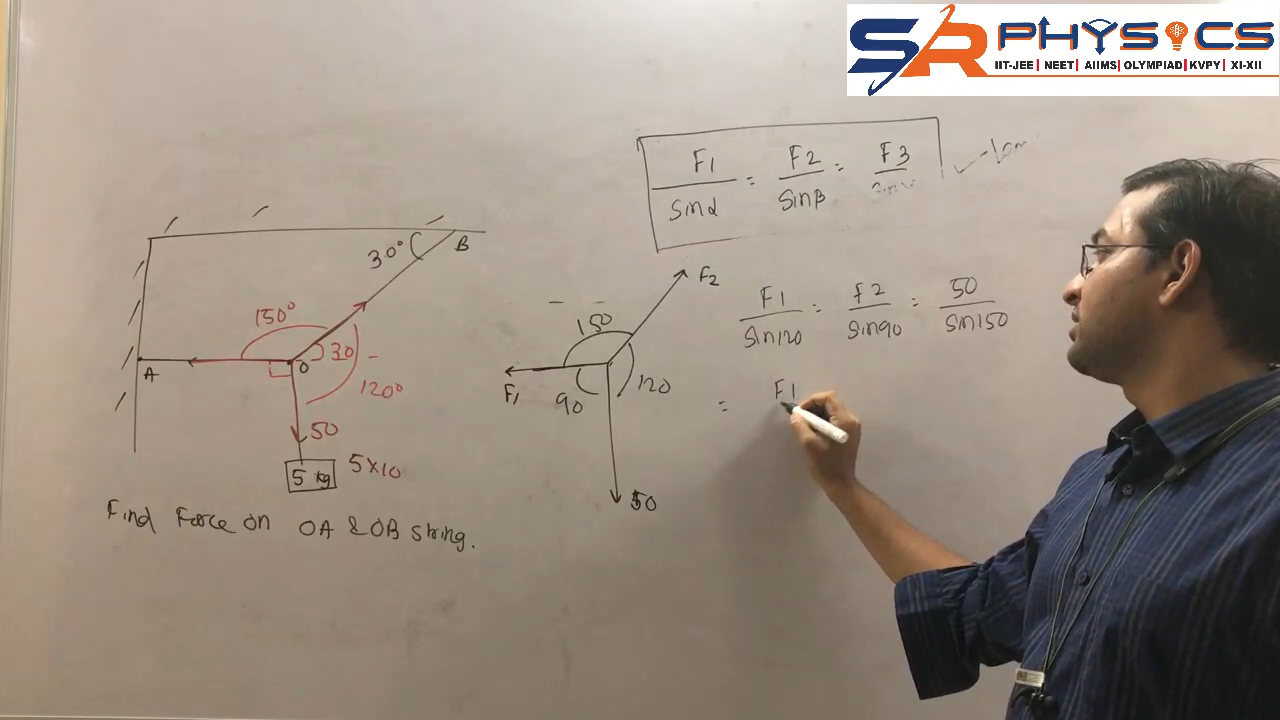 SR PHYSICS
IIT-JEE | NEET | AIIMS | OLYMPIAD | KVPY | XI-XII
F1/sinα = F2/sinβ = F3/
30°
B
150°
A
O
30
120°
50
5 kg
5×10
Find Force on OA & OB string.
F2
150
F1
90
120
50
F1/sin120 = F2/sin90 = 50/sin150
= F1